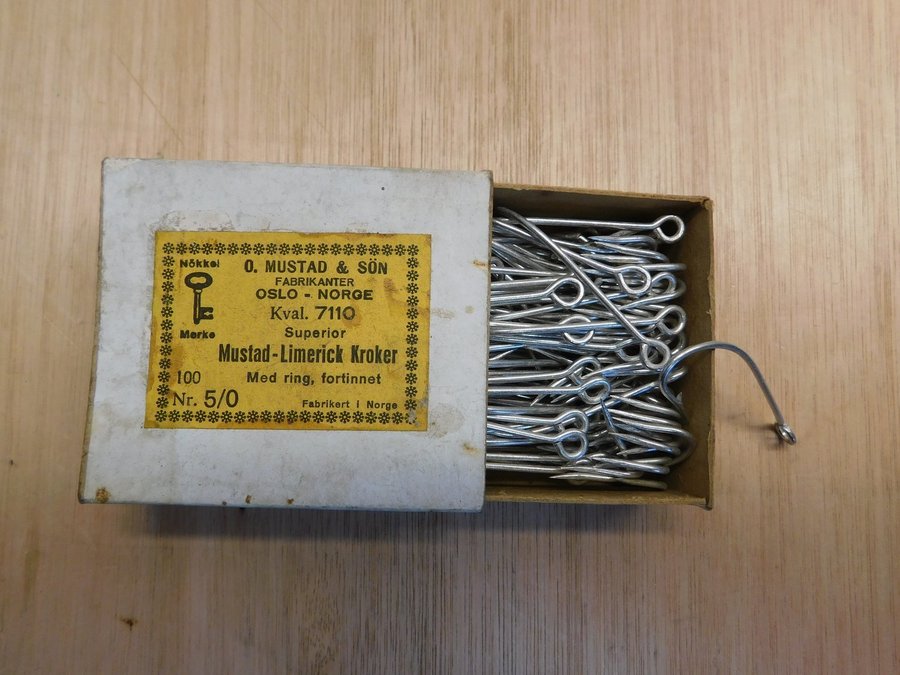 Nökkel
Merke
O. MUSTAD & SÖN
FABRIKANTER
OSLO - NORGE
Kval. 7110
Superior
Mustad-Limerick Kroker
100 Med ring, fortinnet
Nr. 5/0 Fabrikert i Norge